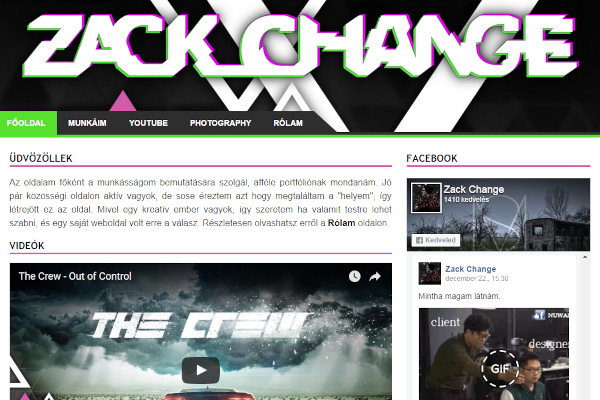 ZACK CHANGE
FŐOLDAL MUNKÁIM YOUTUBE PHOTOGRAPHY RÓLAM
ÜDVÖZÖLLEK
Az oldalam főként a munkásságom bemutatására szolgál, afféle portfóliónak mondanám. Jó
pár közösségi oldalon aktív vagyok, de sose éreztem azt hogy megtaláltam a "helyem", így
létrejött ez az oldal. Mivel egy kreatív ember vagyok, így szeretem ha valamit testre lehet
szabni, és egy saját weboldal volt erre a válasz. Részletesen olvashatsz erről a Rólam oldalon.
VIDEÓK
The Crew - Out of Control
THE CREW
FACEBOOK
Zack Change
1410 kedvelés
Kedveled
Zack Change
december 22., 15:30
Mintha magam látnám.
client
designer
GIF